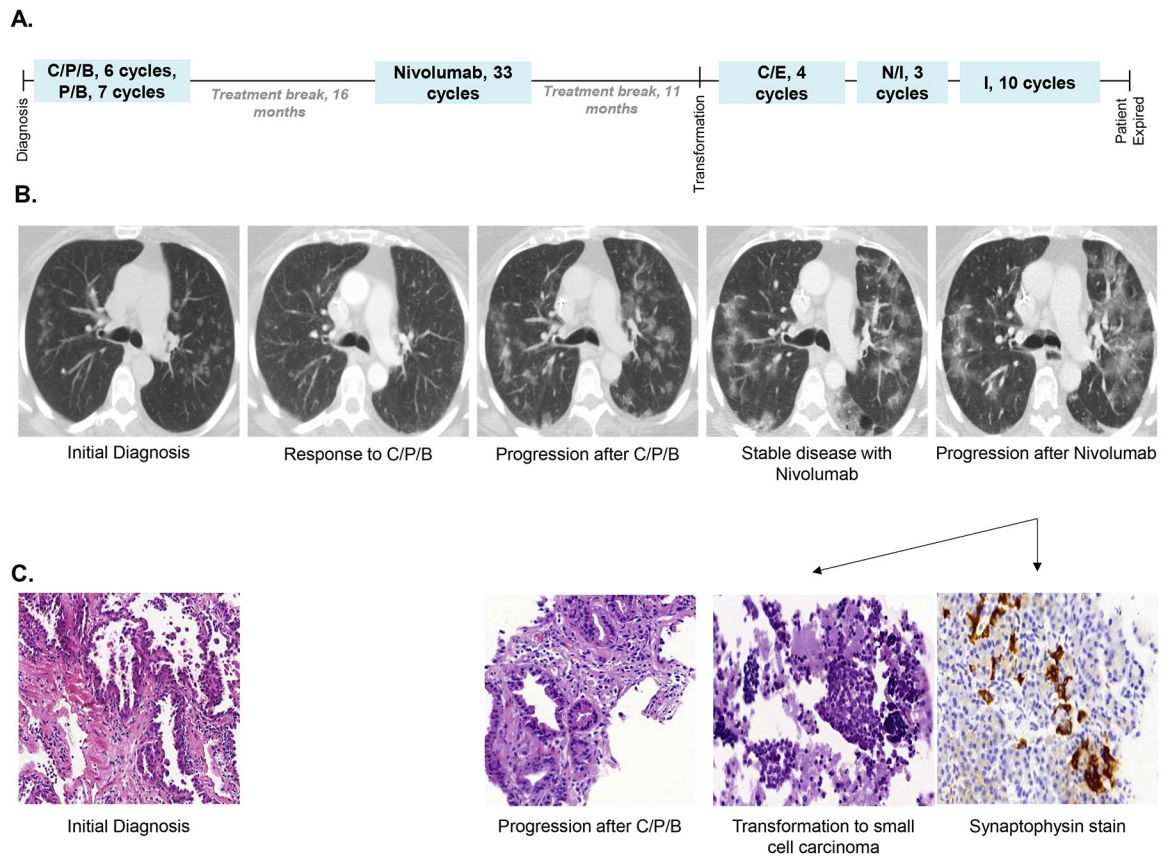 A.
Diagnosis
C/P/B, 6 cycles,
P/B, 7 cycles
Treatment break, 16
months
Nivolumab, 33
cycles
Treatment break, 11
months
Transformation
C/E, 4
cycles
N/I, 3
cycles
I, 10 cycles
Patient
Expired
B.
Initial Diagnosis
Response to C/P/B
Progression after C/P/B
Stable disease with
Nivolumab
Progression after Nivolumab
C.
Initial Diagnosis
Progression after C/P/B
Transformation to small
cell carcinoma
Synaptophysin stain